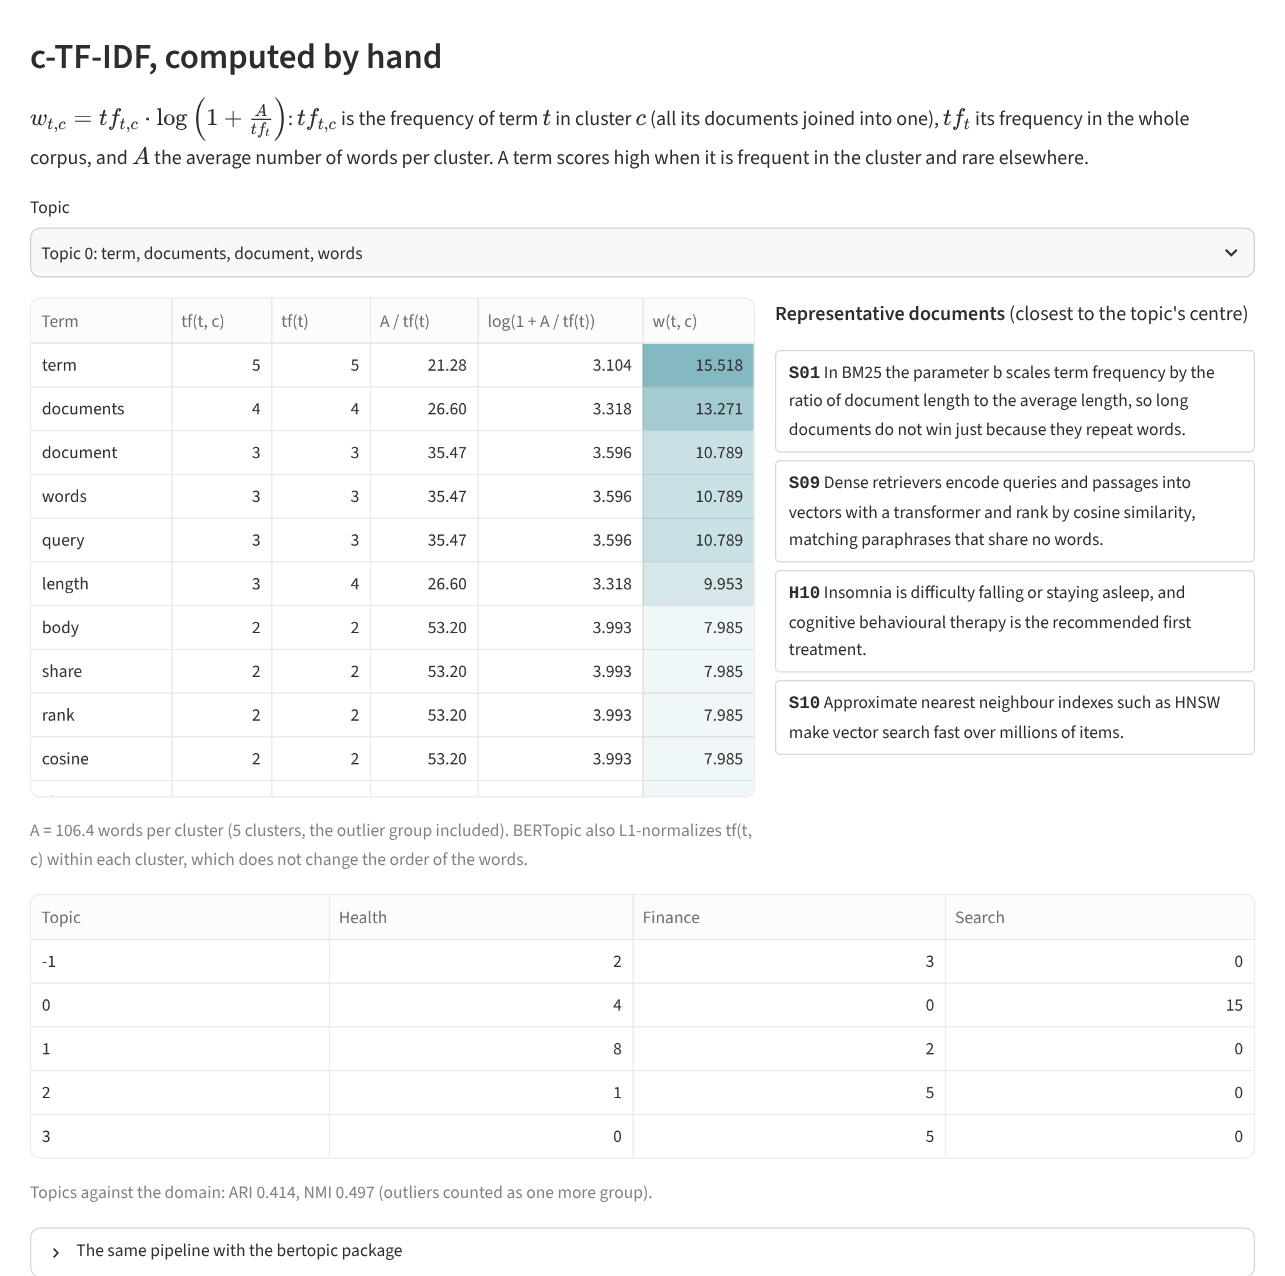 c-TF-IDF, computed by hand
w_{t,c} = tf_{t,c} · log (1 + A/tf_t): tf_{t,c} is the frequency of term t in cluster c (all its documents joined into one), tf_t its frequency in the whole
corpus, and A the average number of words per cluster. A term scores high when it is frequent in the cluster and rare elsewhere.
Topic
Topic 0: term, documents, document, words
Term tf(t, c) tf(t) A / tf(t) log(1 + A / tf(t)) w(t, c)
term 5 5 21.28 3.104 15.518
documents 4 4 26.60 3.318 13.271
document 3 3 35.47 3.596 10.789
words 3 3 35.47 3.596 10.789
query 3 3 35.47 3.596 10.789
length 3 4 26.60 3.318 9.953
body 2 2 53.20 3.993 7.985
share 2 2 53.20 3.993 7.985
rank 2 2 53.20 3.993 7.985
cosine 2 2 53.20 3.993 7.985
A = 106.4 words per cluster (5 clusters, the outlier group included). BERTopic also L1-normalizes tf(t,
c) within each cluster, which does not change the order of the words.
Representative documents (closest to the topic's centre)
S01 In BM25 the parameter b scales term frequency by the
ratio of document length to the average length, so long
documents do not win just because they repeat words.
S09 Dense retrievers encode queries and passages into
vectors with a transformer and rank by cosine similarity,
matching paraphrases that share no words.
H10 Insomnia is difficulty falling or staying asleep, and
cognitive behavioural therapy is the recommended first
treatment.
S10 Approximate nearest neighbour indexes such as HNSW
make vector search fast over millions of items.
Topic Health Finance Search
-1 2 3 0
0 4 0 15
1 8 2 0
2 1 5 0
3 0 5 0
Topics against the domain: ARI 0.414, NMI 0.497 (outliers counted as one more group).
The same pipeline with the bertopic package